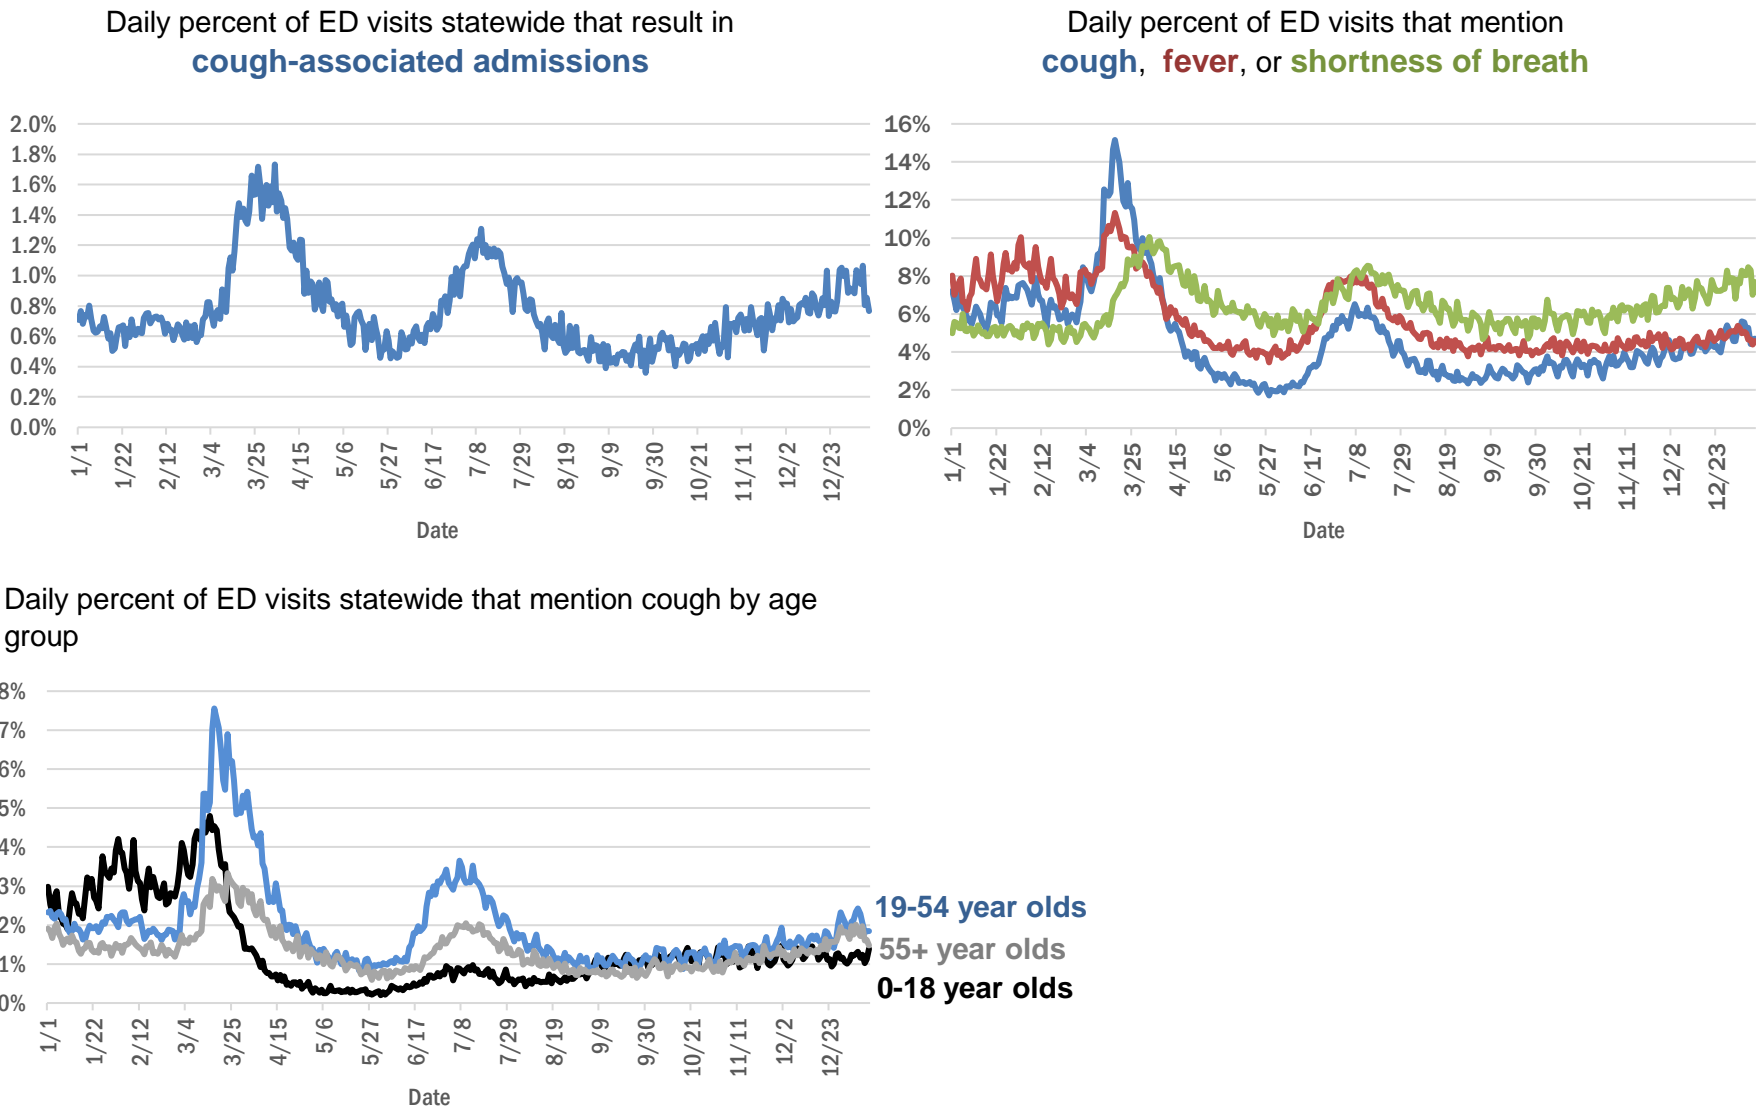 Daily percent of ED visits statewide that result in
cough-associated admissions
2.0%
1.8%
1.6%
1.4%
1.2%
1.0%
0.8%
0.6%
0.4%
0.2%
0.0%
1/1 1/22 2/12 3/4 3/25 4/15 5/6 5/27 6/17 7/8 7/29 8/19 9/9 9/30 10/21 11/11 12/2 12/23
Date
Daily percent of ED visits that mention
cough, fever, or shortness of breath
16%
14%
12%
10%
8%
6%
4%
2%
0%
1/1 1/22 2/12 3/4 3/25 4/15 5/6 5/27 6/17 7/8 7/29 8/19 9/9 9/30 10/21 11/11 12/2 12/23
Date
Daily percent of ED visits statewide that mention cough by age
group
8%
7%
6%
5%
4%
3%
2%
1%
0%
1/1 1/22 2/12 3/4 3/25 4/15 5/6 5/27 6/17 7/8 7/29 8/19 9/9 9/30 10/21 11/11 12/2 12/23
Date
19-54 year olds
55+ year olds
0-18 year olds